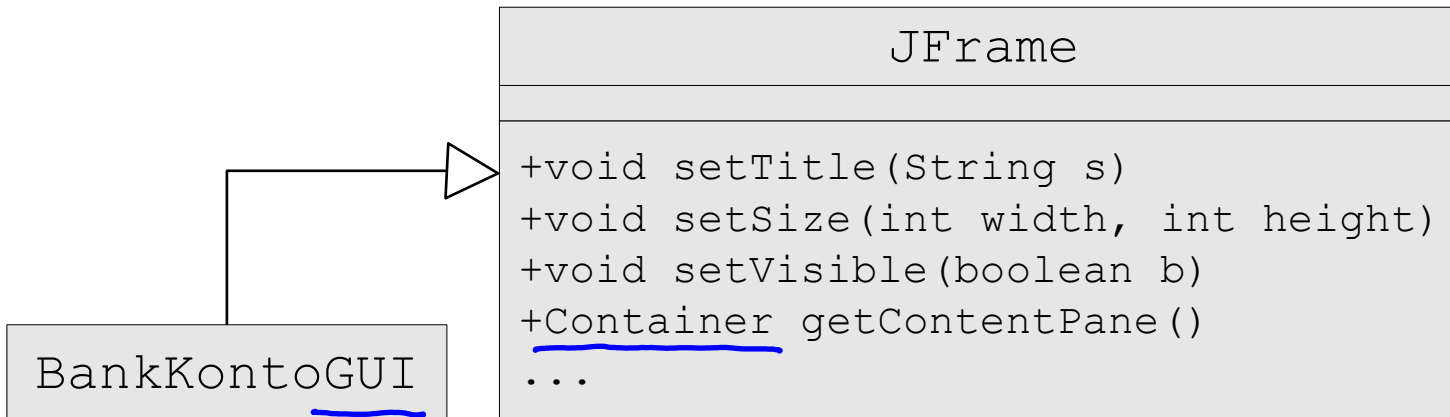 JFrame
+void setTitle(String s)
+void setSize(int width, int height)
+void setVisible(boolean b)
+Container getContentPane()
...
BankKontoGUI